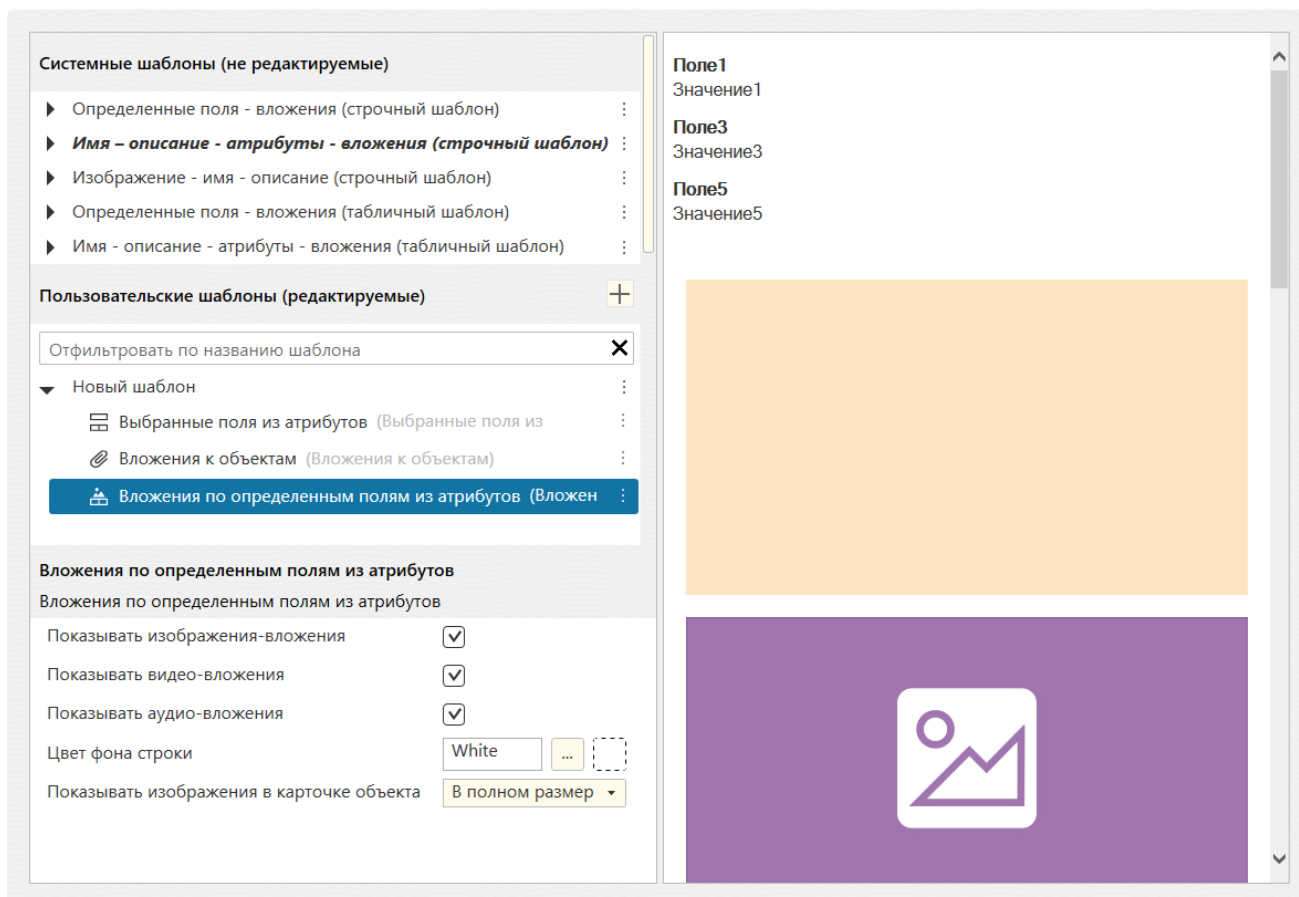 Системные шаблоны (не редактируемые)
Определенные поля - вложения (строчный шаблон)
Имя – описание - атрибуты - вложения (строчный шаблон)
Изображение - имя - описание (строчный шаблон)
Определенные поля - вложения (табличный шаблон)
Имя - описание - атрибуты - вложения (табличный шаблон)
Пользовательские шаблоны (редактируемые)
Отфильтровать по названию шаблона
Новый шаблон
Выбранные поля из атрибутов (Выбранные поля из
Вложения к объектам (Вложения к объектам)
Вложения по определенным полям из атрибутов (Вложен
Вложения по определенным полям из атрибутов
Вложения по определенным полям из атрибутов
Показывать изображения-вложения
Показывать видео-вложения
Показывать аудио-вложения
Цвет фона строки White ...
Показывать изображения в карточке объекта В полном размер
Поле1
Значение1
Поле3
Значение3
Поле5
Значение5